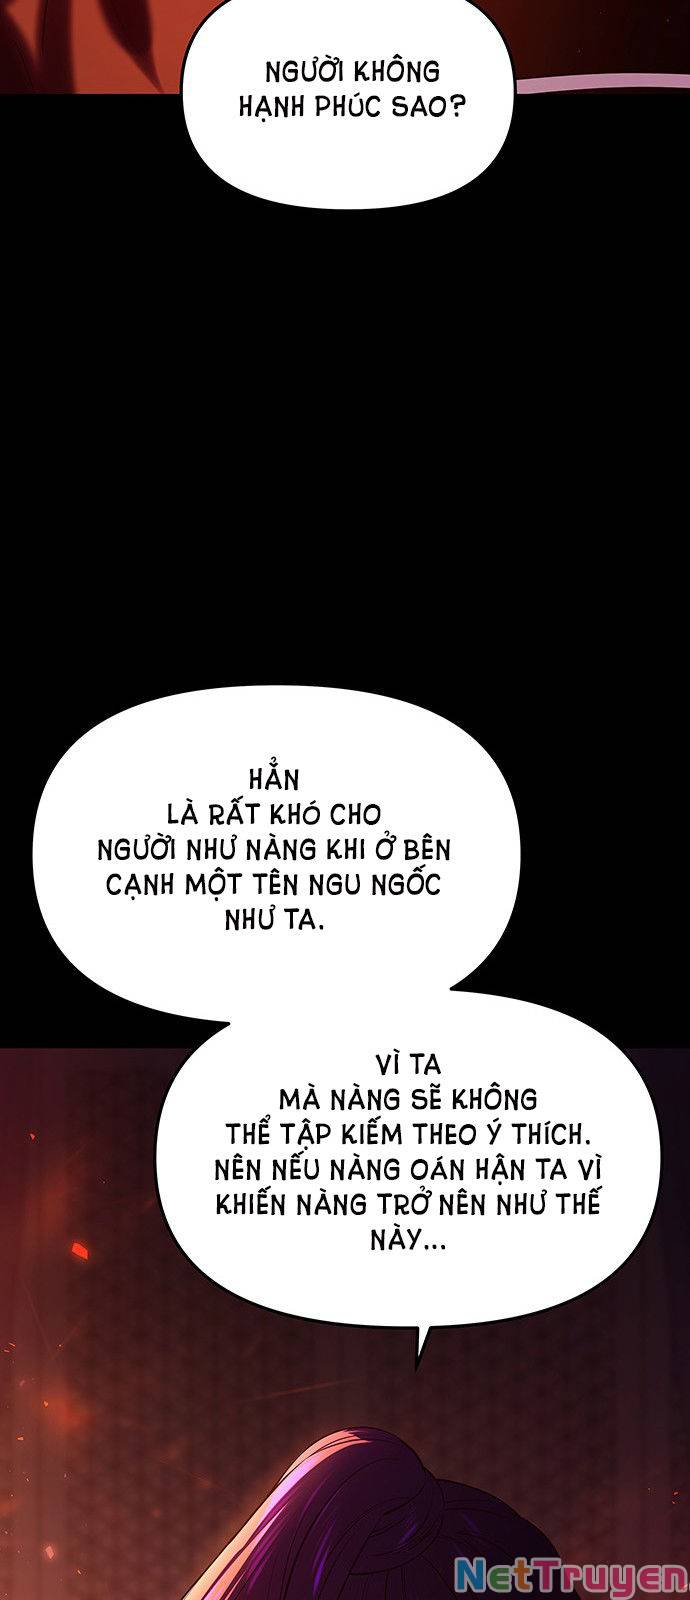 NGƯỜI KHÔNG
HẠNH PHÚC SAO?
HẲN
LÀ RẤT KHÓ CHO
NGƯỜI NHƯ NÀNG KHI Ở BÊN
CẠNH MỘT TÊN NGU NGỐC
NHƯ TA.
VÌ TA
MÀ NÀNG SẼ KHÔNG
THỂ TẬP KIẾM THEO Ý THÍCH.
NÊN NẾU NÀNG OÁN HẬN TA VÌ
KHIẾN NÀNG TRỞ NÊN NHƯ THẾ
NÀY...
NETTRUYEN